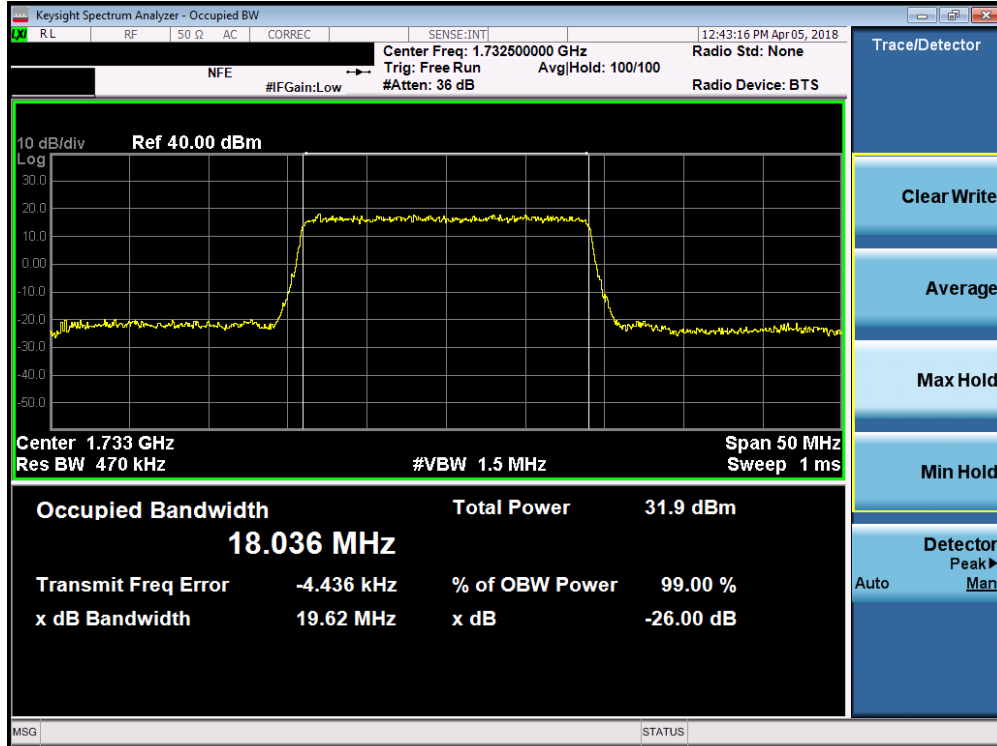 Keysight Spectrum Analyzer - Occupied BW
LXI RL RF 50 Ω AC CORREC SENSE:INT 12:43:16 PM Apr 05, 2018
Center Freq: 1.732500000 GHz Radio Std: None
NFE Trig: Free Run Avg|Hold: 100/100
#IFGain:Low #Atten: 36 dB Radio Device: BTS
10 dB/div Ref 40.00 dBm
Log
30.0
20.0
10.0
0.00
-10.0
-20.0
-30.0
-40.0
-50.0
Center 1.733 GHz Span 50 MHz
Res BW 470 kHz #VBW 1.5 MHz Sweep 1 ms
Occupied Bandwidth Total Power 31.9 dBm
18.036 MHz
Transmit Freq Error -4.436 kHz % of OBW Power 99.00 %
x dB Bandwidth 19.62 MHz x dB -26.00 dB
MSG STATUS
Trace/Detector
Clear Write
Average
Max Hold
Min Hold
Detector
Peak▶
Auto Man